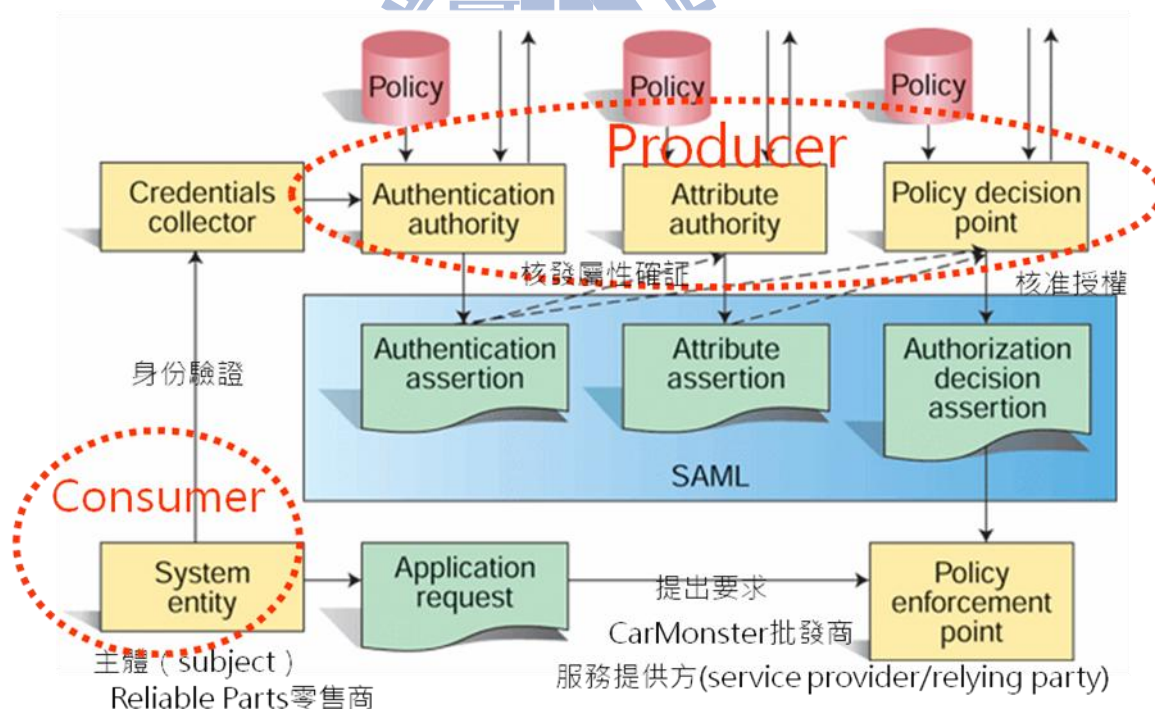 Policy
Policy
Policy
Producer
Credentials
collector
Authentication
authority
Attribute
authority
Policy decision
point
核發屬性確証
核准授權
身份驗證
Authentication
assertion
Attribute
assertion
Authorization
decision
assertion
SAML
Consumer
System
entity
Application
request
提出要求
Policy
enforcement
point
CarMonster批發商
主體（subject）
服務提供方(service provider/relying party)
Reliable Parts零售商